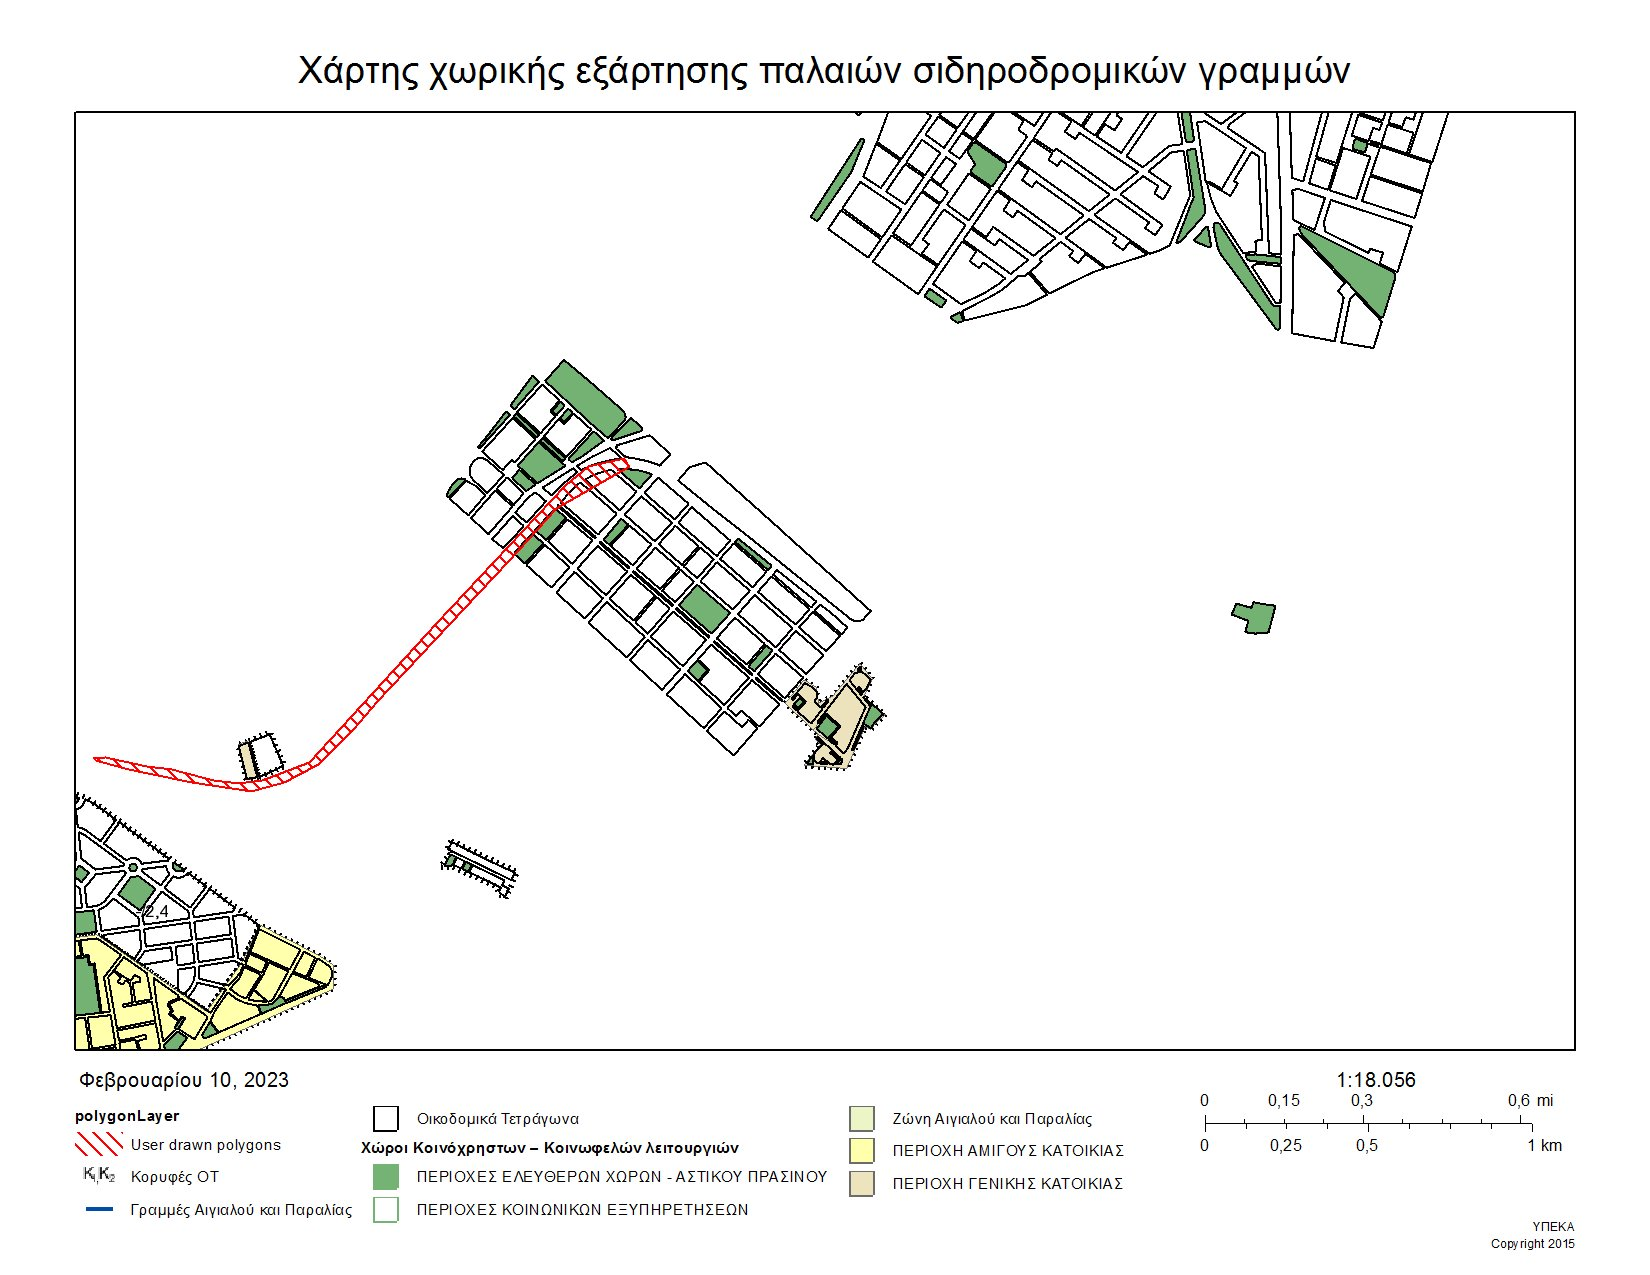 Χάρτης χωρικής εξάρτησης παλαιών σιδηροδρομικών γραμμών
-2,4
Φεβρουαρίου 10, 2023
polygonLayer
User drawn polygons
Κ₁Κ₂ Κορυφές ΟΤ
Γραμμές Αιγιαλού και Παραλίας
Οικοδομικά Τετράγωνα
Χώροι Κοινόχρηστων – Κοινωφελών λειτουργιών
ΠΕΡΙΟΧΕΣ ΕΛΕΥΘΕΡΩΝ ΧΩΡΩΝ - ΑΣΤΙΚΟΥ ΠΡΑΣΙΝΟΥ
ΠΕΡΙΟΧΕΣ ΚΟΙΝΩΝΙΚΩΝ ΕΞΥΠΗΡΕΤΗΣΕΩΝ
Ζώνη Αιγιαλού και Παραλίας
ΠΕΡΙΟΧΗ ΑΜΙΓΟΥΣ ΚΑΤΟΙΚΙΑΣ
ΠΕΡΙΟΧΗ ΓΕΝΙΚΗΣ ΚΑΤΟΙΚΙΑΣ
1:18.056
0 0,15 0,3 0,6 mi
0 0,25 0,5 1 km
ΥΠΕΚΑ
Copyright 2015